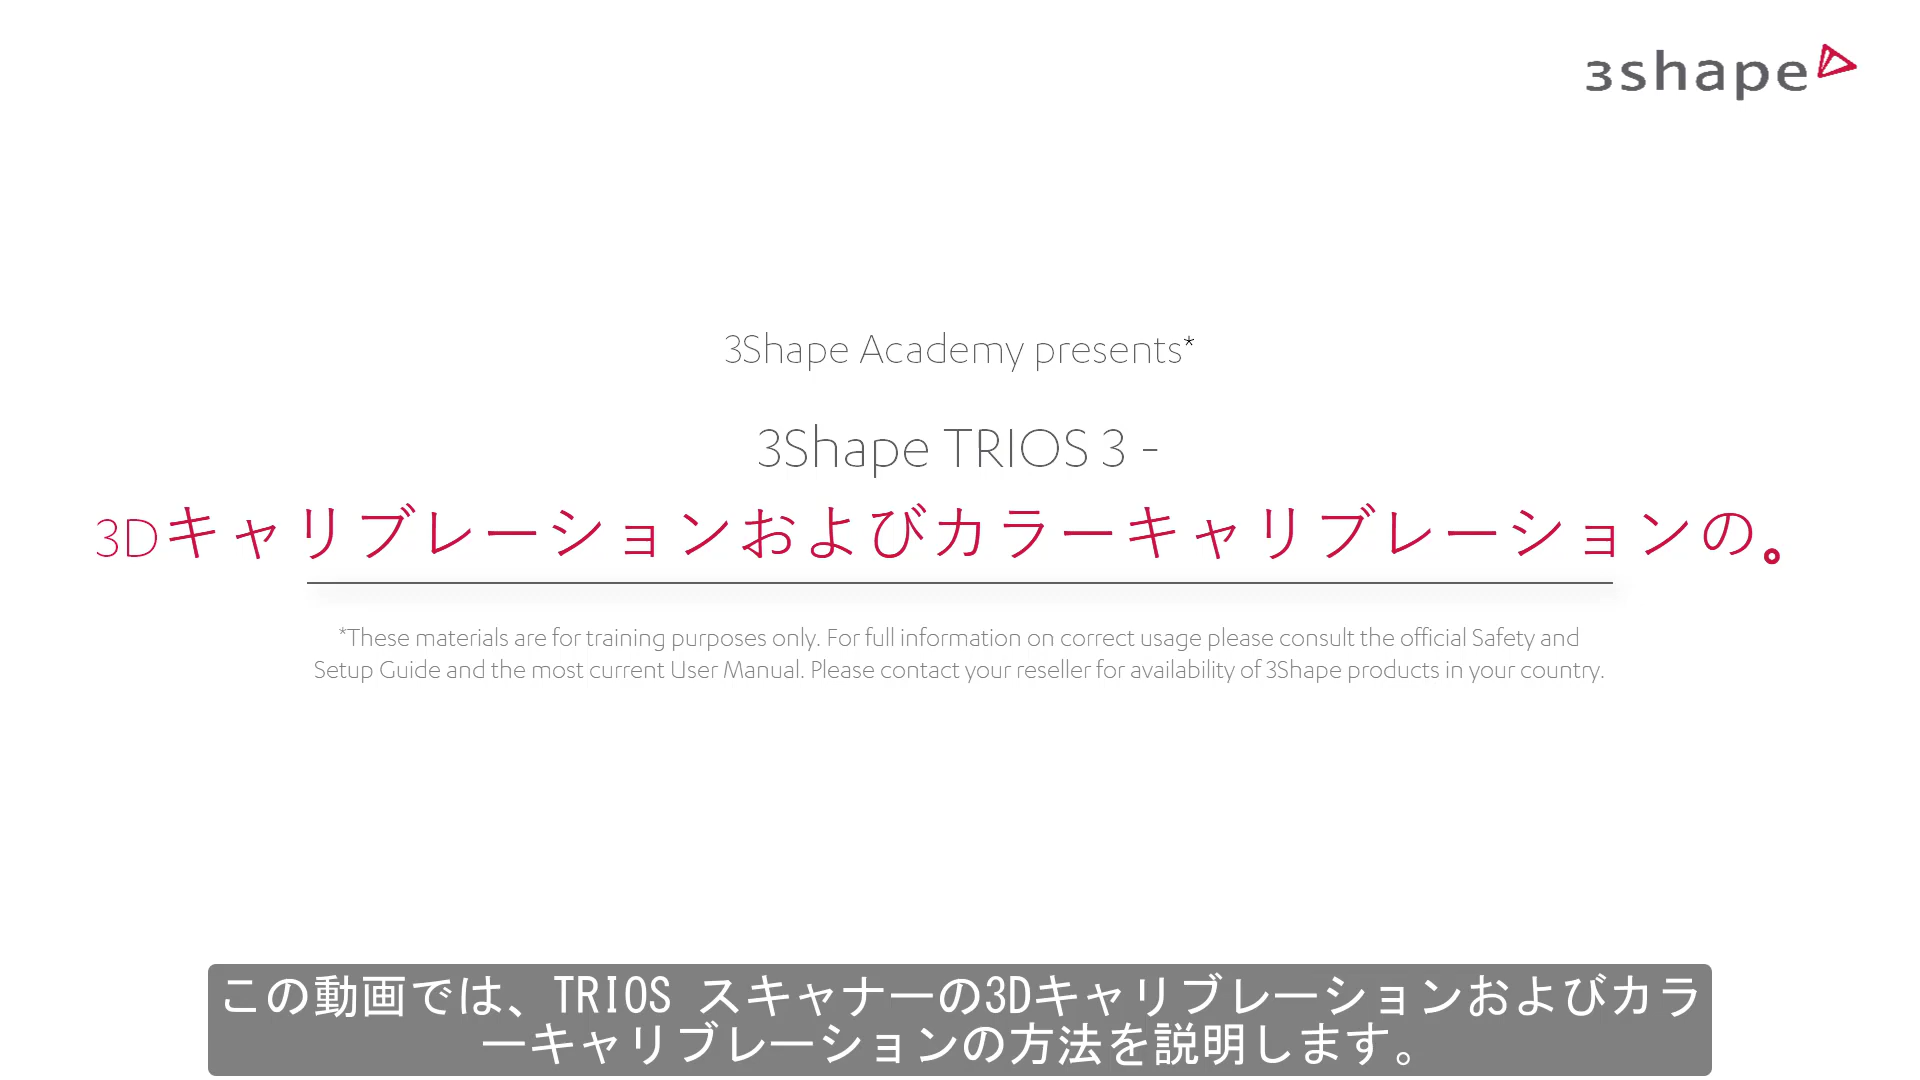 3shape
3Shape Academy presents*
3Shape TRIOS 3 -
3Dキャリブレーションおよびカラーキャリブレーションの。
*These materials are for training purposes only. For full information on correct usage please consult the official Safety and
Setup Guide and the most current User Manual. Please contact your reseller for availability of 3Shape products in your country.
この動画では、TRIOS スキャナーの3Dキャリブレーションおよびカラ
ーキャリブレーションの方法を説明します。